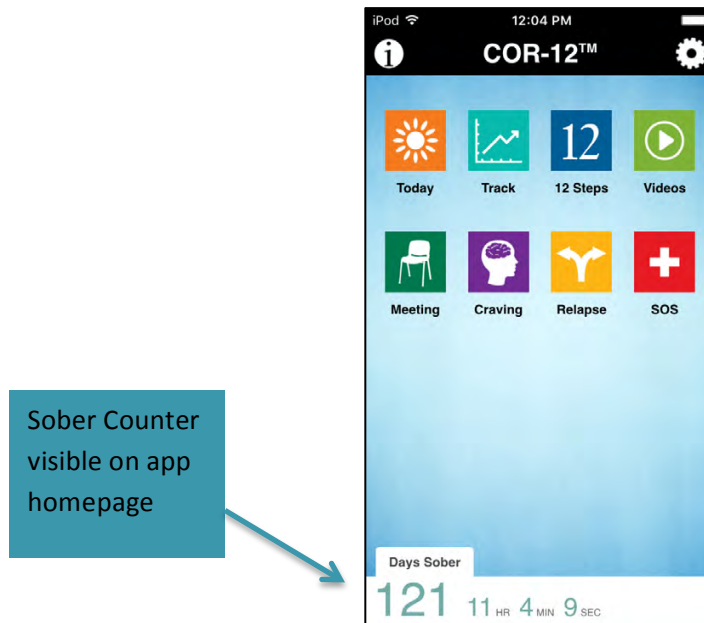 iPod 12:04 PM
i COR-12™
12
Today Track 12 Steps Videos
Meeting Craving Relapse SOS
Sober Counter
visible on app
homepage
Days Sober
121 11 HR 4 MIN 9 SEC